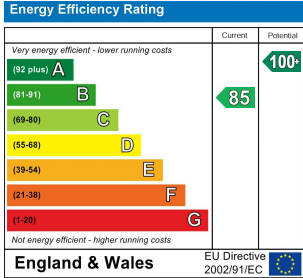 Energy Efficiency Rating
Current Potential
Very energy efficient - lower running costs
(92 plus) A
100+
(81-91) B
85
(69-80) C
(55-68) D
(39-54) E
(21-38) F
(1-20) G
Not energy efficient - higher running costs
England & Wales
EU Directive
2002/91/EC